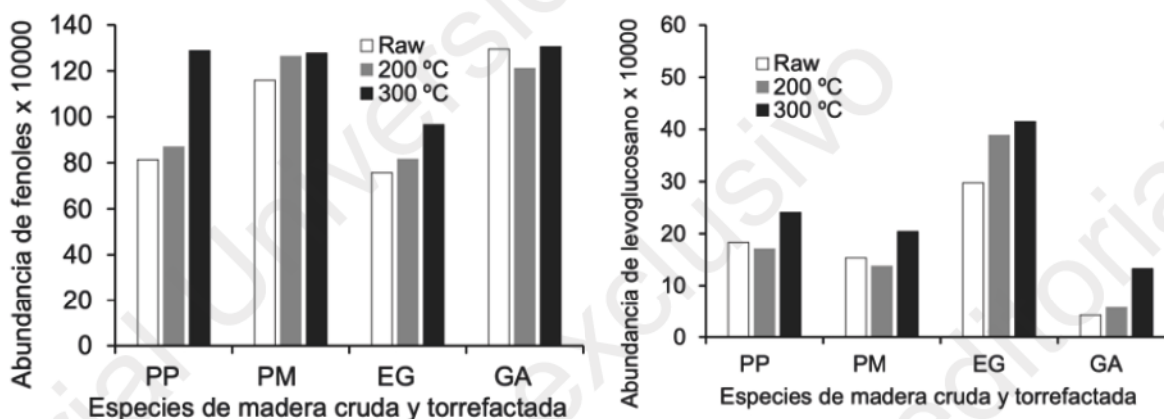 Abundancia de fenoles x 10000
140
120
100
80
60
40
20
0
Raw
200 ºC
300 ºC
PP PM EG GA
Especies de madera cruda y torrefactada
Abundancia de levoglucosano x 10000
60
50
40
30
20
10
0
Raw
200 ºC
300 ºC
PP PM EG GA
Especies de madera cruda y torrefactada
exclusivo